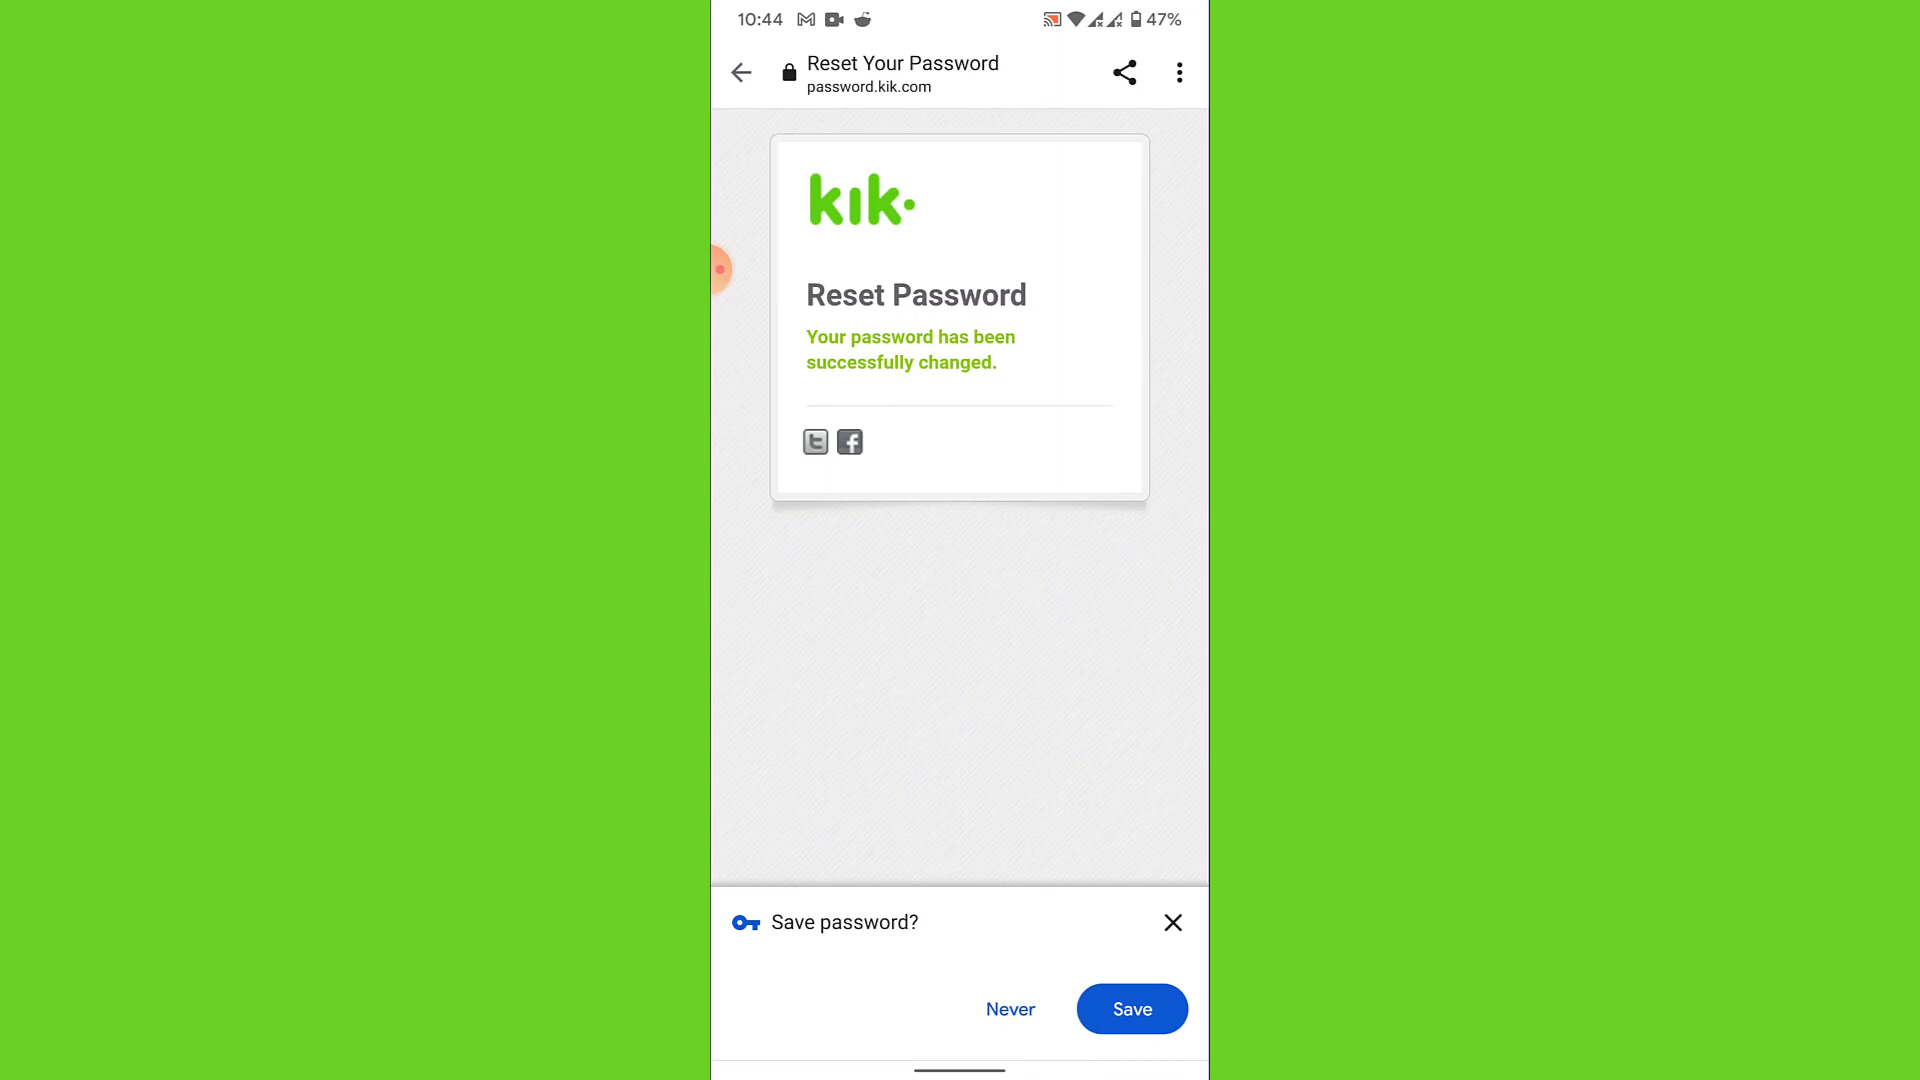 10:44
47%
Reset Your Password
password.kik.com
kik.
Reset Password
Your password has been
successfully changed.
Save password?
Never
Save